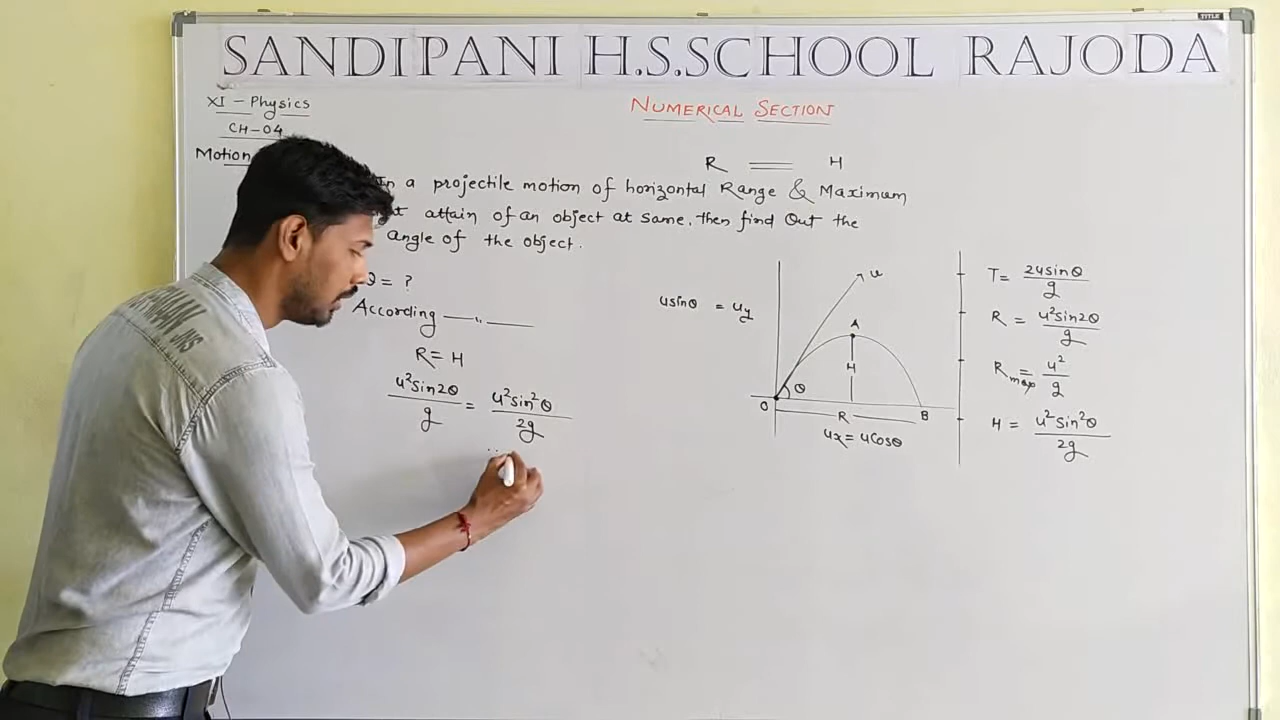 TITLE
SANDIPANI H.S.SCHOOL RAJODA
XI - Physics
CH-04
Motion
NUMERICAL SECTION
R = H
In a projectile motion of horizontal Range & Maximum
attain of an object at same, then find out the
angle of the object.
θ = ?
According —— " ——
R = H
u²sin2θ/g = u²sin²θ/2g
usinθ = uy
u
A
H
θ
O
R
B
ux = ucosθ
T = 2usinθ/g
R = u²sin2θ/g
Rmax = u²/g
H = u²sin²θ/2g